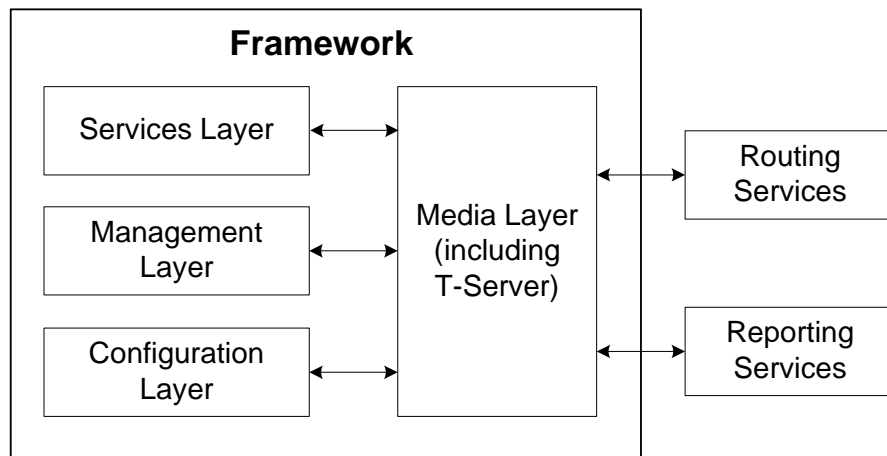 Framework
Services Layer
Management
Layer
Configuration
Layer
Media Layer
(including
T-Server)
Routing
Services
Reporting
Services